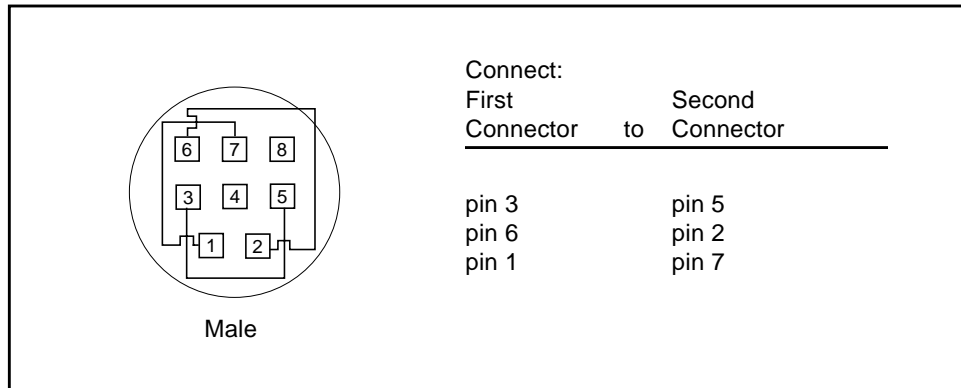 Connect:
First Second
Connector to Connector
6 7 8
3 4 5
1 2
pin 3 pin 5
pin 6 pin 2
pin 1 pin 7
Male